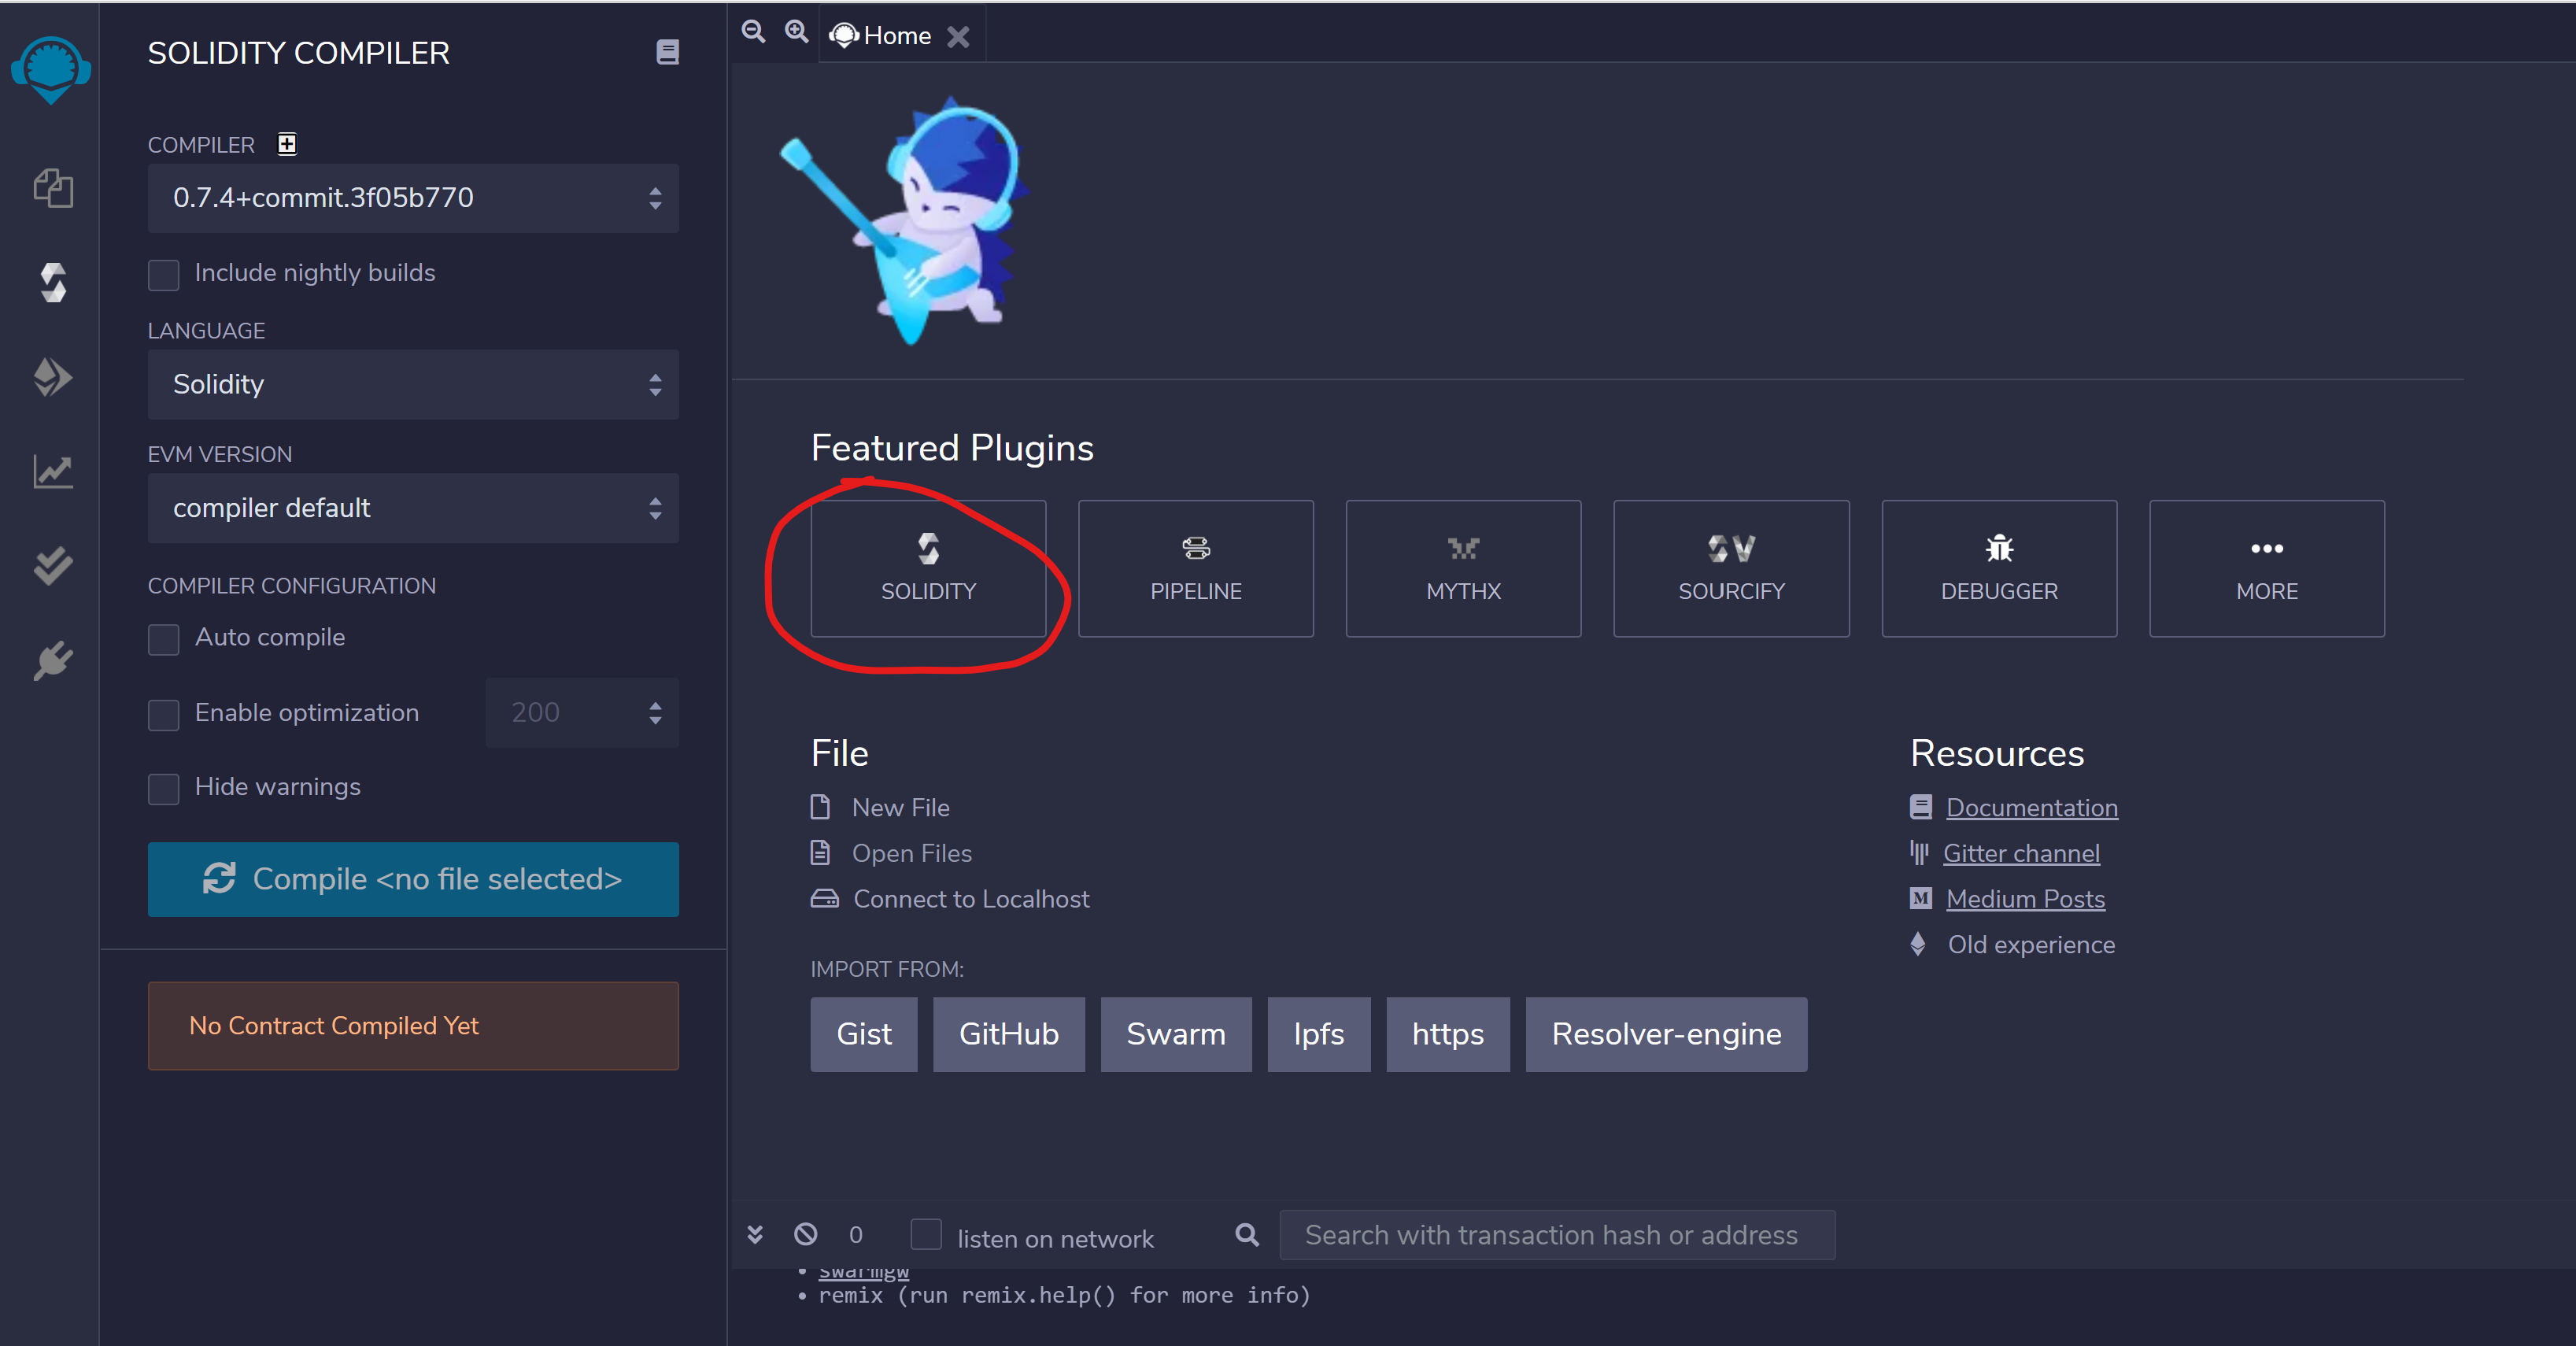 SOLIDITY COMPILER
COMPILER
0.7.4+commit.3f05b770
Include nightly builds
LANGUAGE
Solidity
EVM VERSION
compiler default
COMPILER CONFIGURATION
Auto compile
Enable optimization 200
Hide warnings
Compile <no file selected>
No Contract Compiled Yet
Home
Featured Plugins
SOLIDITY
PIPELINE
MYTHX
SOURCIFY
DEBUGGER
MORE
File
New File
Open Files
Connect to Localhost
IMPORT FROM:
Gist GitHub Swarm Ipfs https Resolver-engine
Resources
Documentation
Gitter channel
Medium Posts
Old experience
0 listen on network Search with transaction hash or address
swarmgw
remix (run remix.help() for more info)